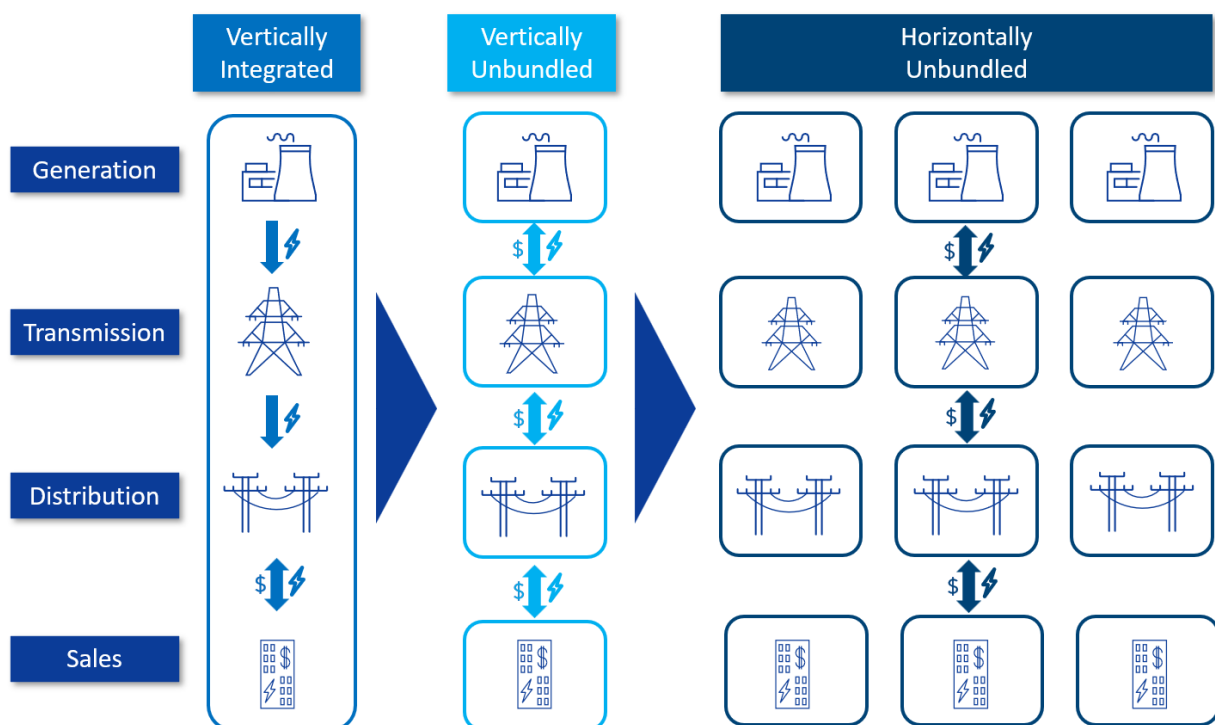 Vertically
Integrated
Vertically
Unbundled
Horizontally
Unbundled
Generation
$
$
Transmission
$
$
Distribution
$
$
$
Sales
$
$
$
$
$